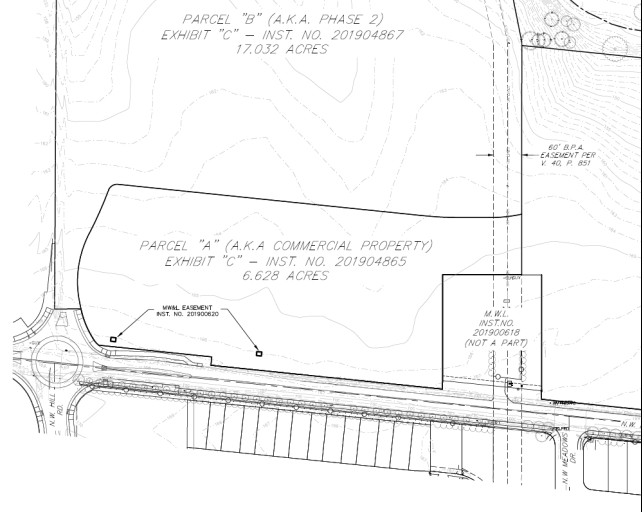 PARCEL "B" (A.K.A. PHASE 2)
EXHIBIT "C" – INST. NO. 201904867
17.032 ACRES
60' B.P.A.
EASEMENT PER
V. 40, P. 851
PARCEL "A" (A.K.A COMMERCIAL PROPERTY)
EXHIBIT "C" – INST. NO. 201904865
6.628 ACRES
MW&L EASEMENT
INST. NO. 201900620
M.W.L.
INST.NO.
201900618
(NOT A PART)
N.W. HILL
RD.
N.W.
N.W MEADOWS
DR.